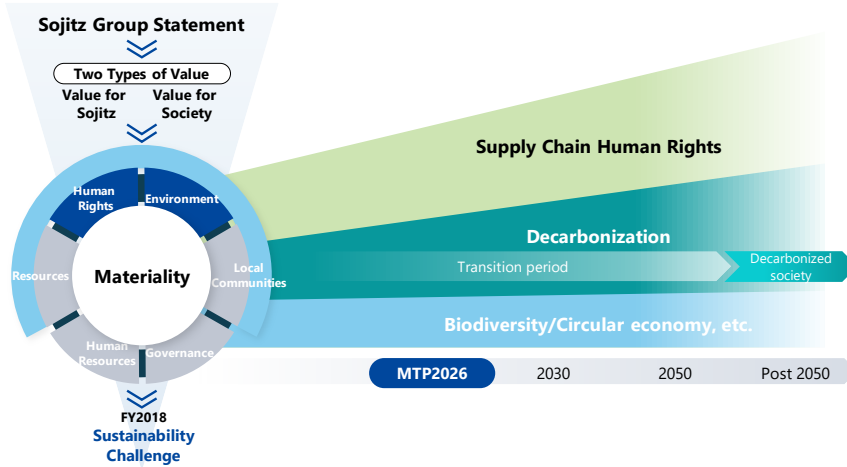 Sojitz Group Statement
Two Types of Value
Value for
Sojitz
Value for
Society
Human
Rights
Environment
Resources
Materiality
Local
Communities
Human
Resources
Governance
FY2018
Sustainability
Challenge
Supply Chain Human Rights
Decarbonization
Transition period
Decarbonized
society
Biodiversity/Circular economy, etc.
MTP2026
2030
2050
Post 2050